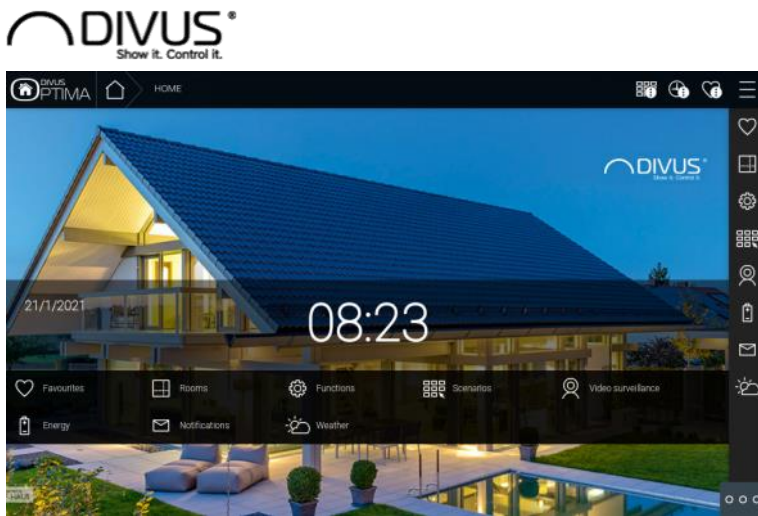 DIVUS®
Show it. Control it.
DIVUS
OPTIMA
HOME
DIVUS®
Show it. Control it.
21/1/2021
08:23
Favourites
Rooms
Functions
Scenarios
Video surveillance
Energy
Notifications
Weather
HAUS